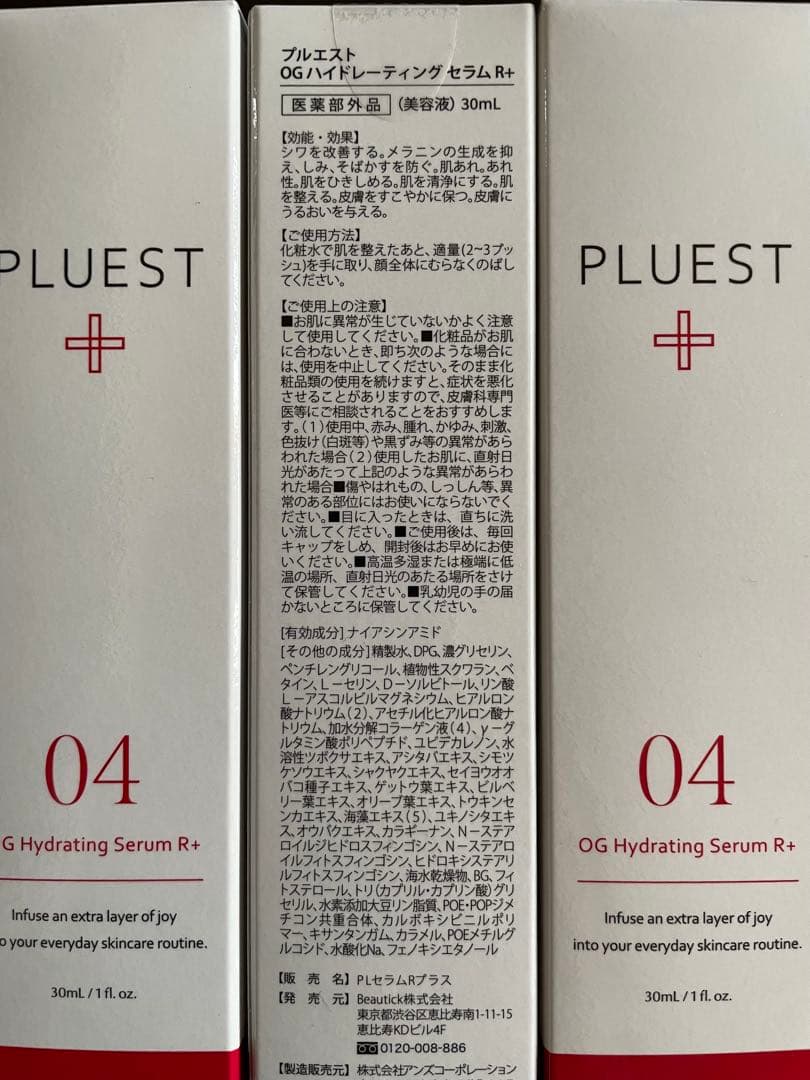 PLUEST
04
G Hydrating Serum R+
Infuse an extra layer of joy
o your everyday skincare routine.
30mL / 1 fl. oz.
プルエスト
OG ハイドレーティング セラム R+
医薬部外品 (美容液) 30mL
【効能・効果】
シワを改善する。メラニンの生成を抑
え、しみ、そばかすを防ぐ。肌あれ。あれ
性。肌をひきしめる。肌を清浄にする。肌
を整える。皮膚をすこやかに保つ。皮膚に
うるおいを与える。
【ご使用方法】
化粧水で肌を整えたあと、適量(2~3プッ
シュ)を手に取り、顔全体にむらなくのばし
てください。
【ご使用上の注意】
■お肌に異常が生じていないかよく注意
して使用してください。■化粧品がお肌
に合わないとき、即ち次のような場合に
は、使用を中止してください。そのまま化
粧品類の使用を続けますと、症状を悪化
させることがありますので、皮膚科専門
医等にご相談されることをおすすめしま
す。(1)使用中、赤み、腫れ、かゆみ、刺激、
色抜け(白斑等)や黒ずみ等の異常があら
われた場合(2)使用したお肌に、直射日
光があたって上記のような異常があらわ
れた場合■傷やはれもの、しっしん等、異
常のある部位にはお使いにならないでく
ださい。■目に入ったときは、直ちに洗
い流してください。■ご使用後は、毎回
キャップをしめ、開封後はお早めにお使
いください。■高温多湿または極端に低
温の場所、直射日光のあたる場所をさけ
て保管してください。■乳幼児の手の届
かないところに保管してください。
[有効成分]ナイアシンアミド
[その他の成分]精製水、DPG、濃グリセリン、
ペンチレングリコール、植物性スクワラン、ベ
タイン、L－セリン、D－ソルビトール、リン酸
L－アスコルビルマグネシウム、ヒアルロン
酸ナトリウム(2)、アセチル化ヒアルロン酸ナ
トリウム、加水分解コラーゲン液(4)、γ－グ
ルタミン酸ポリペプチド、ユビデカレノン、水
溶性ツボクサエキス、アシタバエキス、シモツ
ケソウエキス、シャクヤクエキス、セイヨウオオ
バコ種子エキス、ゲットウ葉エキス、ビルベ
リー葉エキス、オリーブ葉エキス、トウキンセ
ンカエキス、海藻エキス(5)、ユキノシタエキ
ス、オウバクエキス、カラギーナン、N－ステア
ロイルジヒドロスフィンゴシン、N－ステアロ
イルフィトスフィンゴシン、ヒドロキシステアリ
ルフィトスフィンゴシン、海水乾燥物、BG、フィ
トステロール、トリ(カプリル・カプリン酸)グリ
セリル、水素添加大豆リン脂質、POE・POPジメ
チコン共重合体、カルボキシビニルポリ
マー、キサンタンガム、カラメル、POEメチルグ
ルコシド、水酸化Na、フェノキシエタノール
【販 売 名】 PLセラムRプラス
【発 売 元】 Beautick株式会社
東京都渋谷区恵比寿南1-11-15
恵比寿KDビル4F
0120-008-886
【製造販売元】 株式会社アンズコーポレーション
PLUEST
04
OG Hydrating Serum R+
Infuse an extra layer of joy
into your everyday skincare routine.
30mL / 1 fl. oz.